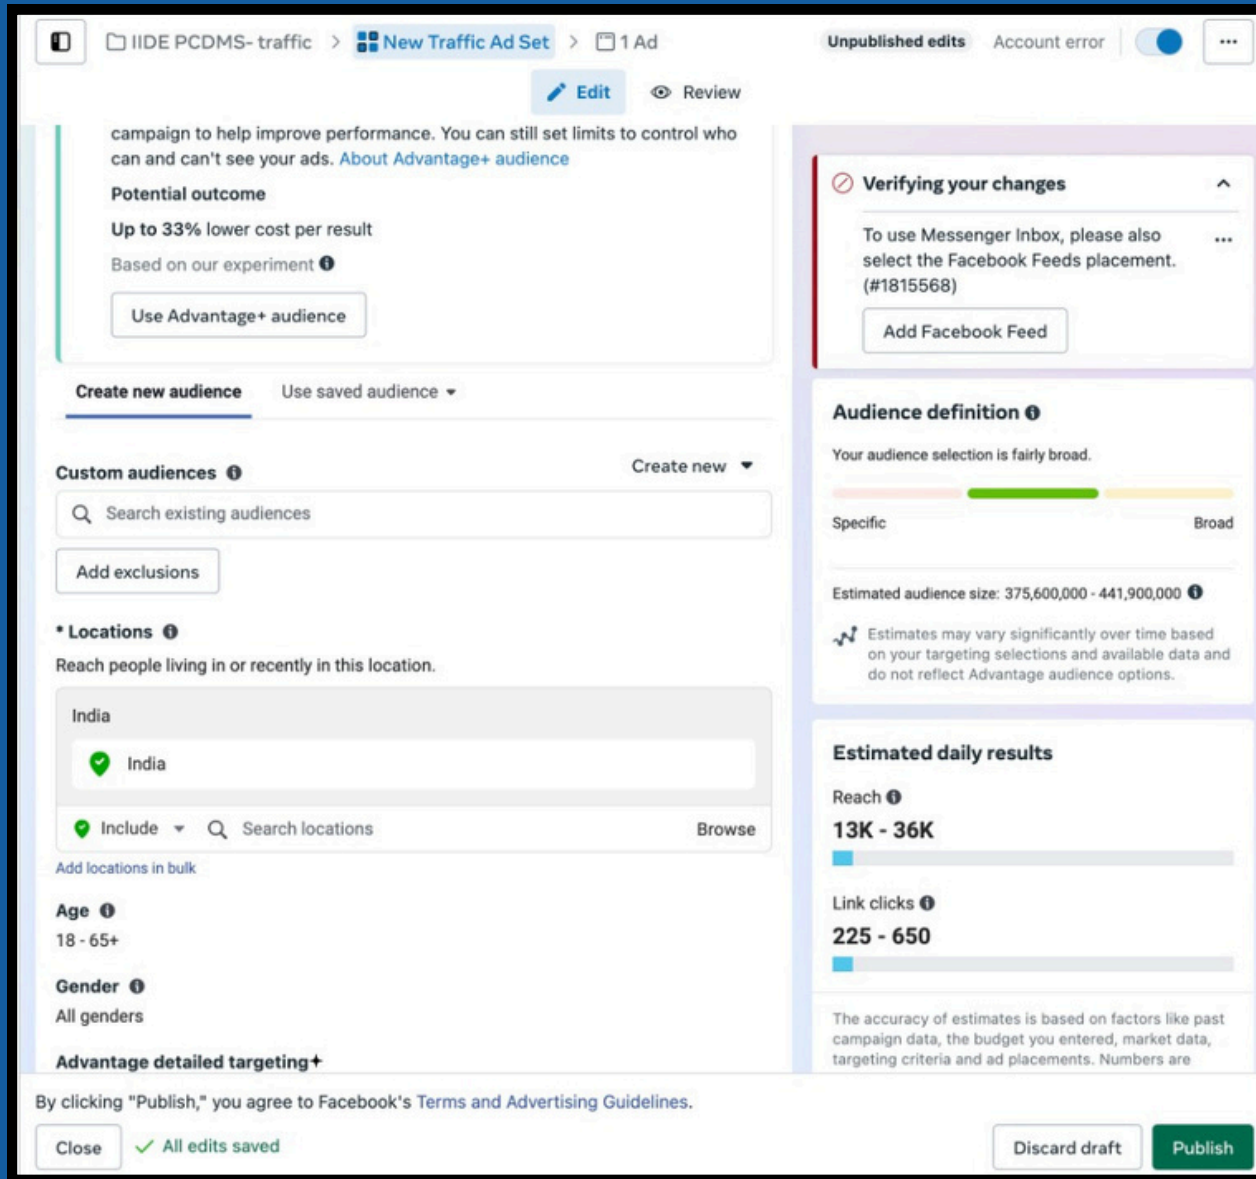 IIDE PCDMS- traffic > New Traffic Ad Set > 1 Ad
Unpublished edits Account error
Edit Review
campaign to help improve performance. You can still set limits to control who
can and can't see your ads. About Advantage+ audience
Potential outcome
Up to 33% lower cost per result
Based on our experiment
Use Advantage+ audience
Create new audience Use saved audience
Custom audiences
Create new
Search existing audiences
Add exclusions
* Locations
Reach people living in or recently in this location.
India
India
Include Search locations Browse
Add locations in bulk
Age
18 - 65+
Gender
All genders
Advantage detailed targeting+
Verifying your changes
To use Messenger Inbox, please also
select the Facebook Feeds placement.
(#1815568)
Add Facebook Feed
Audience definition
Your audience selection is fairly broad.
Specific Broad
Estimated audience size: 375,600,000 - 441,900,000
Estimates may vary significantly over time based
on your targeting selections and available data and
do not reflect Advantage audience options.
Estimated daily results
Reach
13K - 36K
Link clicks
225 - 650
The accuracy of estimates is based on factors like past
campaign data, the budget you entered, market data,
targeting criteria and ad placements. Numbers are
By clicking "Publish," you agree to Facebook's Terms and Advertising Guidelines.
Close All edits saved Discard draft Publish